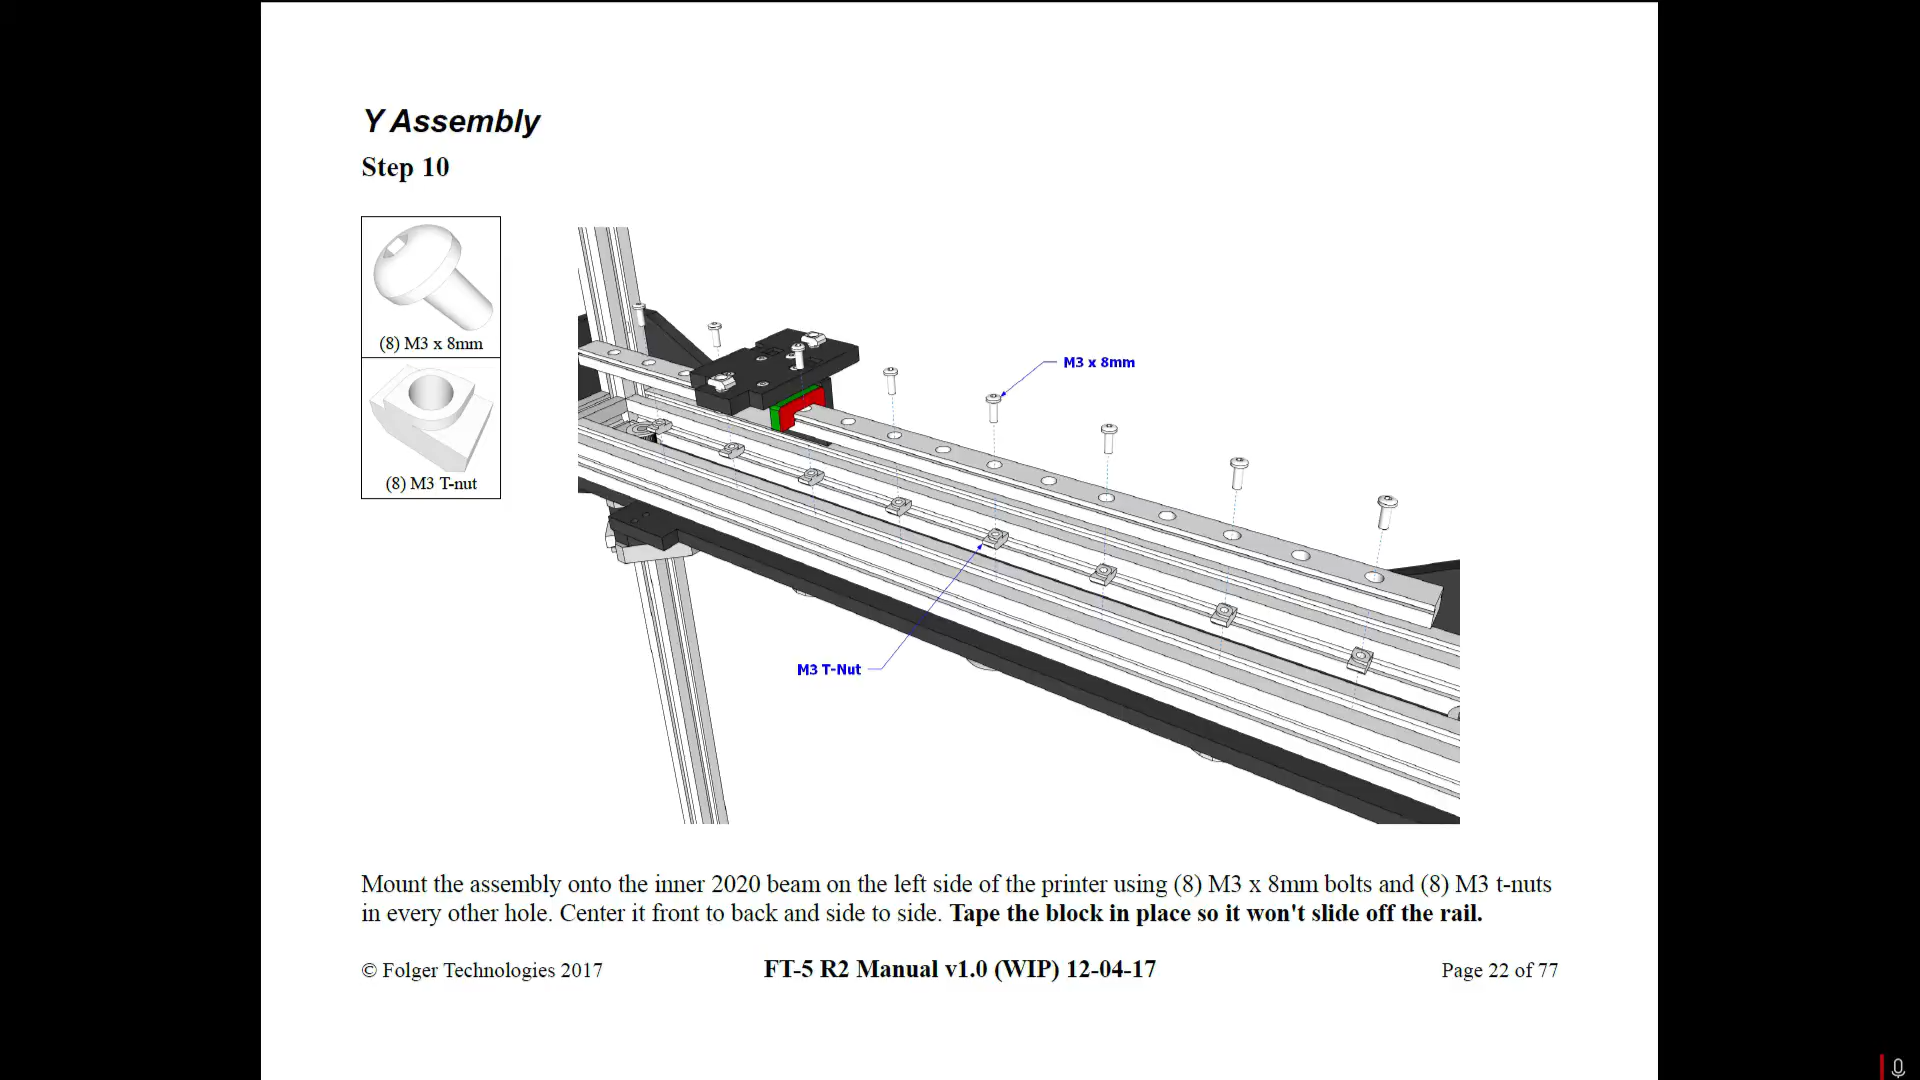 Y Assembly
Step 10
(8) M3 x 8mm
(8) M3 T-nut
M3 x 8mm
M3 T-Nut
Mount the assembly onto the inner 2020 beam on the left side of the printer using (8) M3 x 8mm bolts and (8) M3 t-nuts
in every other hole. Center it front to back and side to side. Tape the block in place so it won't slide off the rail.
© Folger Technologies 2017
FT-5 R2 Manual v1.0 (WIP) 12-04-17
Page 22 of 77